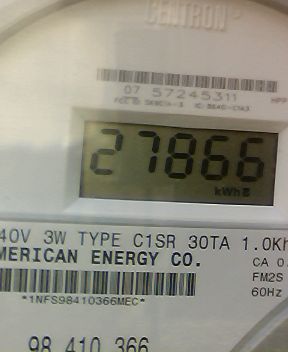 CENTRON®
07 57245311
HPP
27866
kWh
40V 3W TYPE C1SR 30TA 1.0Kh
MERICAN ENERGY CO.
CA 0.
FM2S
*1NFS98410366MEC*
60Hz
98 410 366